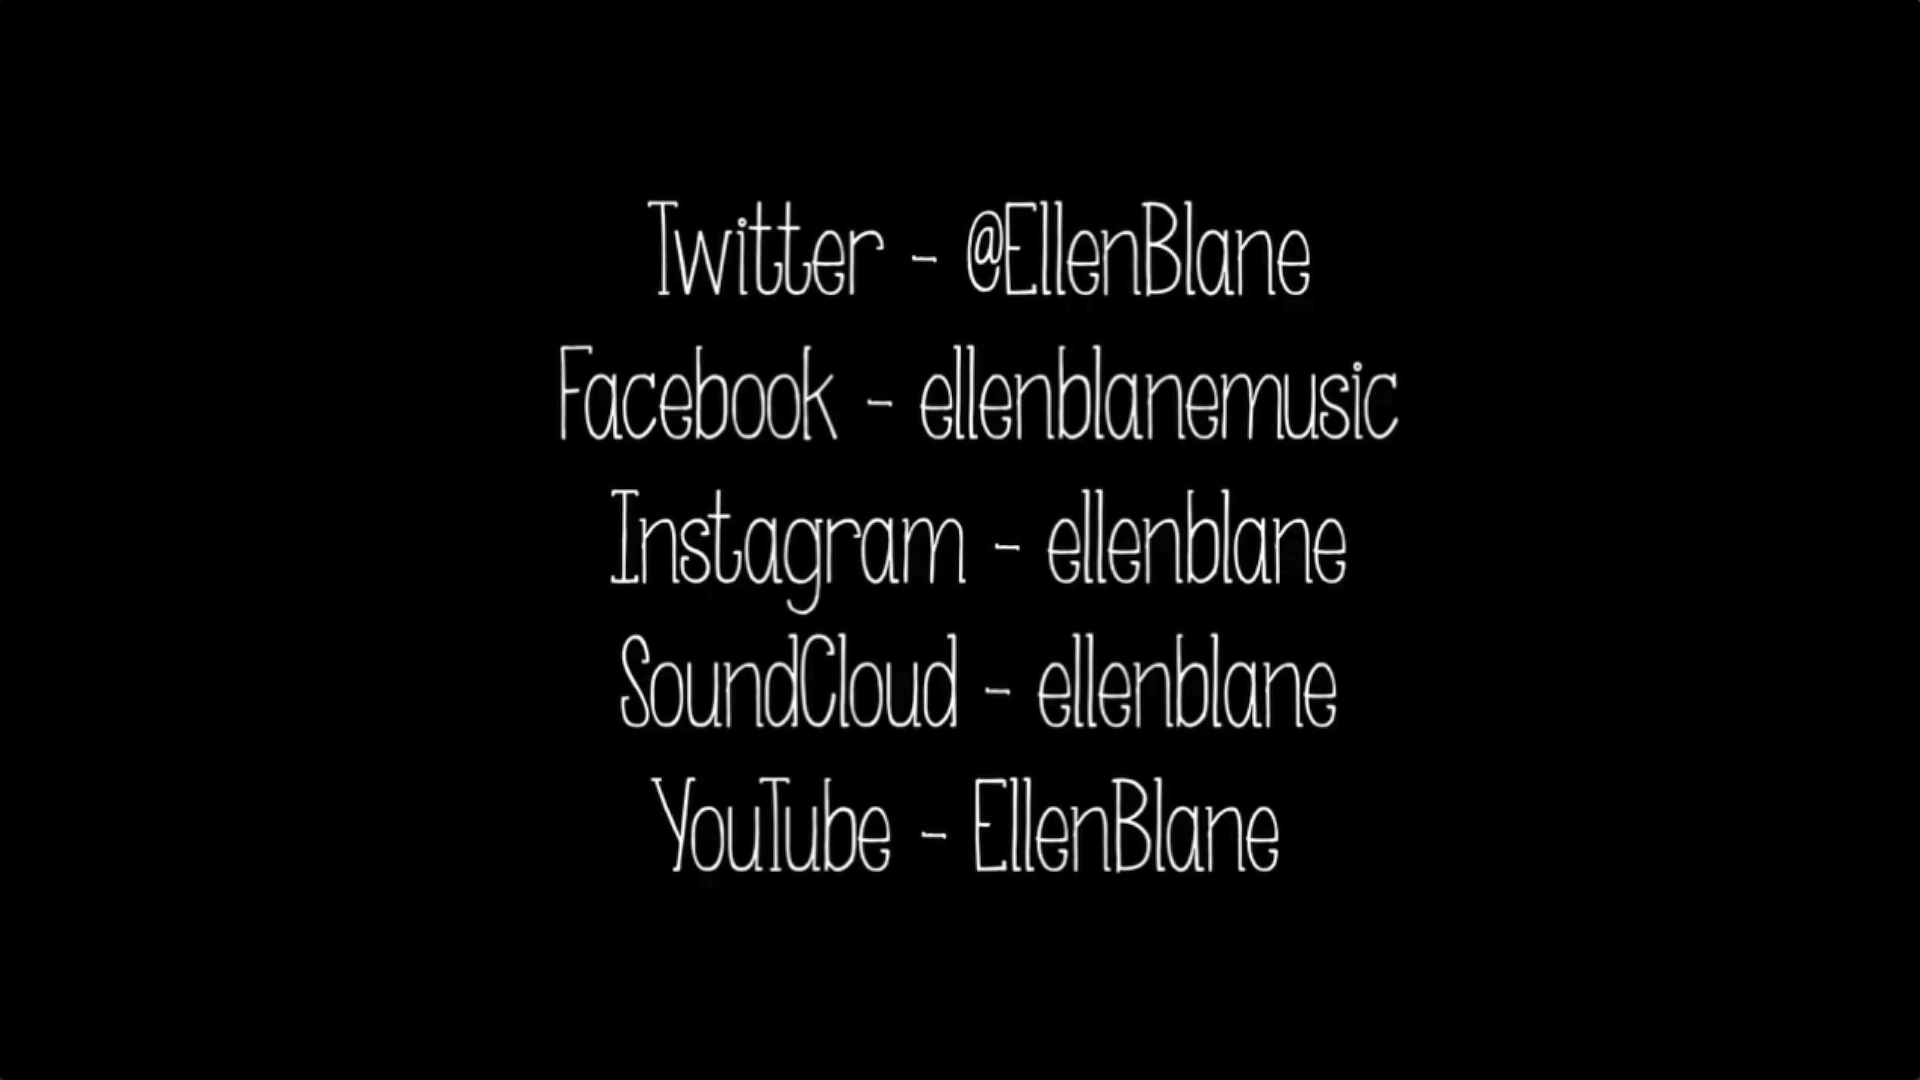 Twitter - @EllenBlane
Facebook - ellenblanemusic
Instagram - ellenblane
SoundCloud - ellenblane
YouTube - EllenBlane